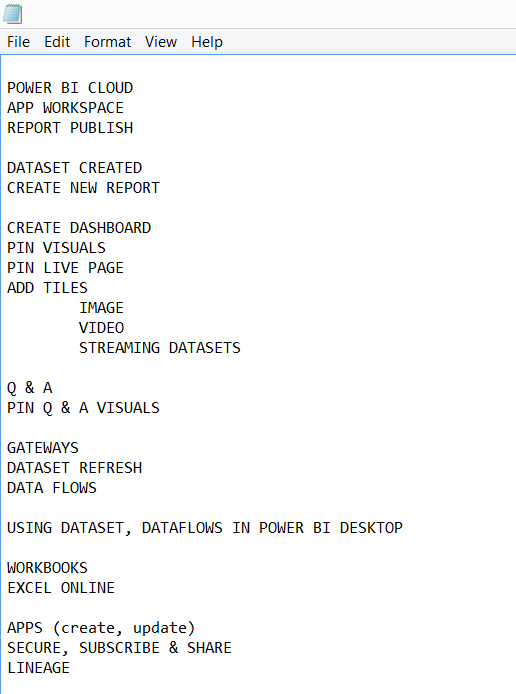 File Edit Format View Help
POWER BI CLOUD
APP WORKSPACE
REPORT PUBLISH
DATASET CREATED
CREATE NEW REPORT
CREATE DASHBOARD
PIN VISUALS
PIN LIVE PAGE
ADD TILES
IMAGE
VIDEO
STREAMING DATASETS
Q & A
PIN Q & A VISUALS
GATEWAYS
DATASET REFRESH
DATA FLOWS
USING DATASET, DATAFLOWS IN POWER BI DESKTOP
WORKBOOKS
EXCEL ONLINE
APPS (create, update)
SECURE, SUBSCRIBE & SHARE
LINEAGE